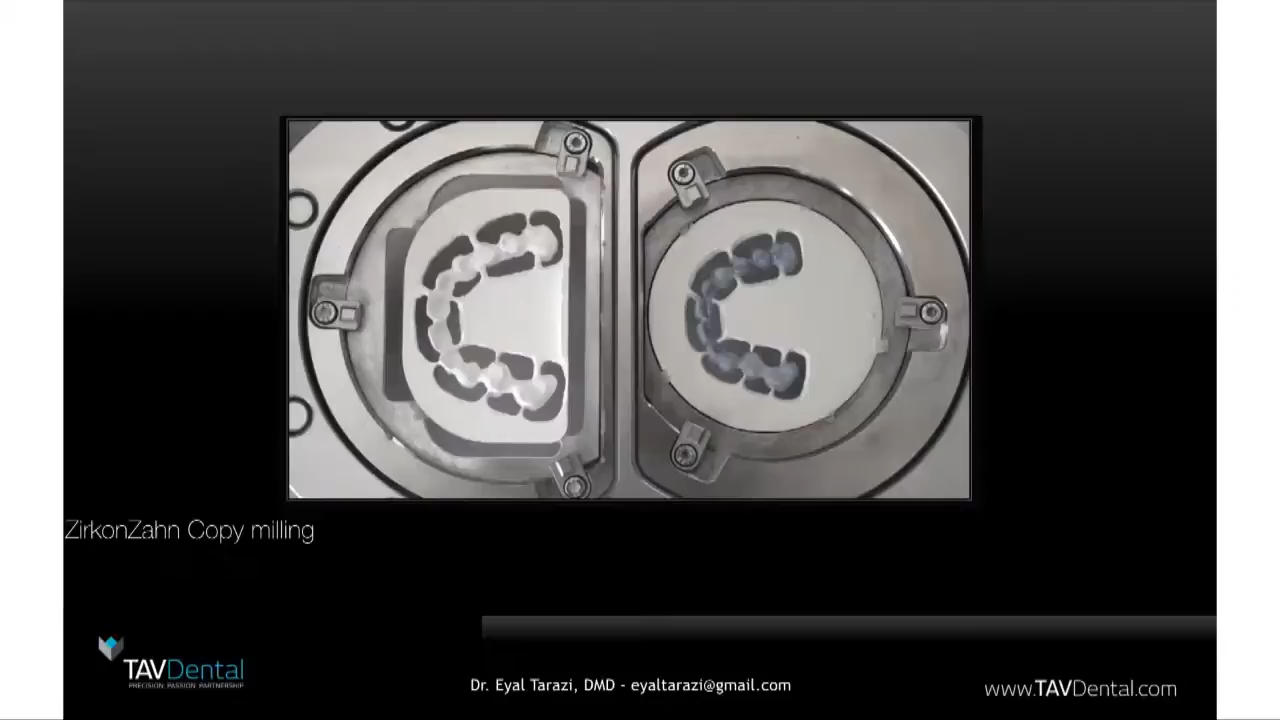 ZirkonZahn Copy milling
TAVDental
PRECISION. PASSION. PARTNERSHIP
Dr. Eyal Tarazi, DMD - eyaltarazi@gmail.com
www.TAVDental.com